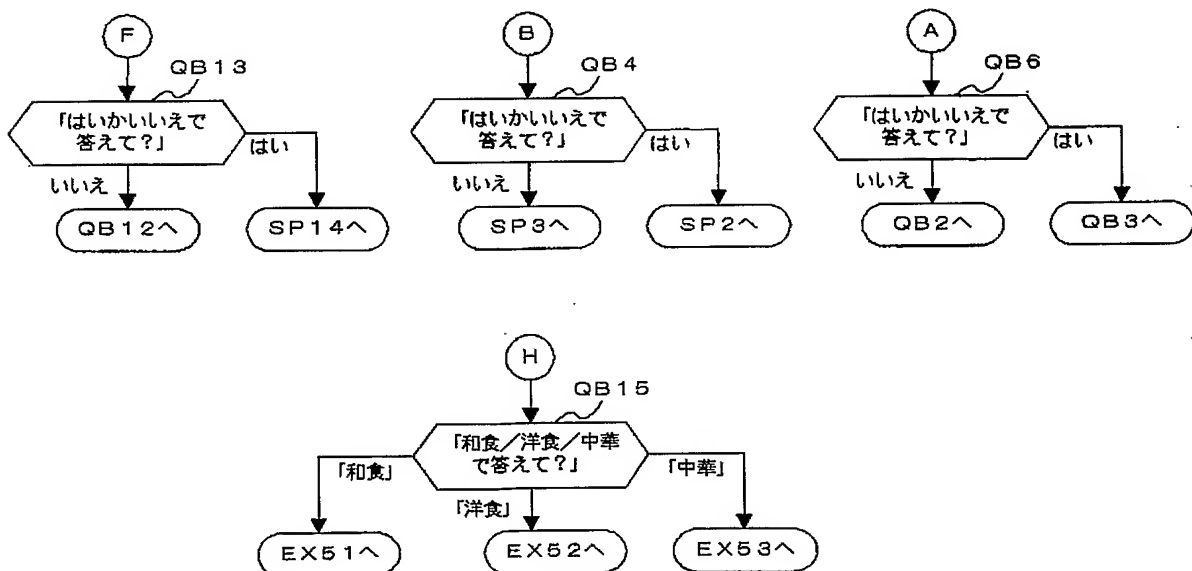 F
QB13
「はいかいいえで
答えて?」
はい
いいえ
QB12へ
SP14へ
B
QB4
「はいかいいえで
答えて?」
はい
いいえ
SP3へ
SP2へ
A
QB6
「はいかいいえで
答えて?」
はい
いいえ
QB2へ
QB3へ
H
QB15
「和食/洋食/中華
で答えて?」
「和食」
「中華」
「洋食」
EX51へ
EX52へ
EX53へ